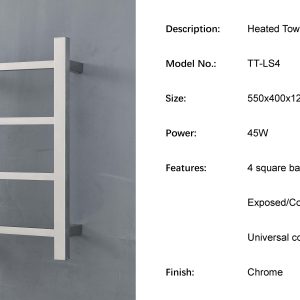 Description: Heated Tow
Model No.: TT-LS4
Size: 550x400x12
Power: 45W
Features: 4 square ba
Exposed/Co
Universal co
Finish: Chrome